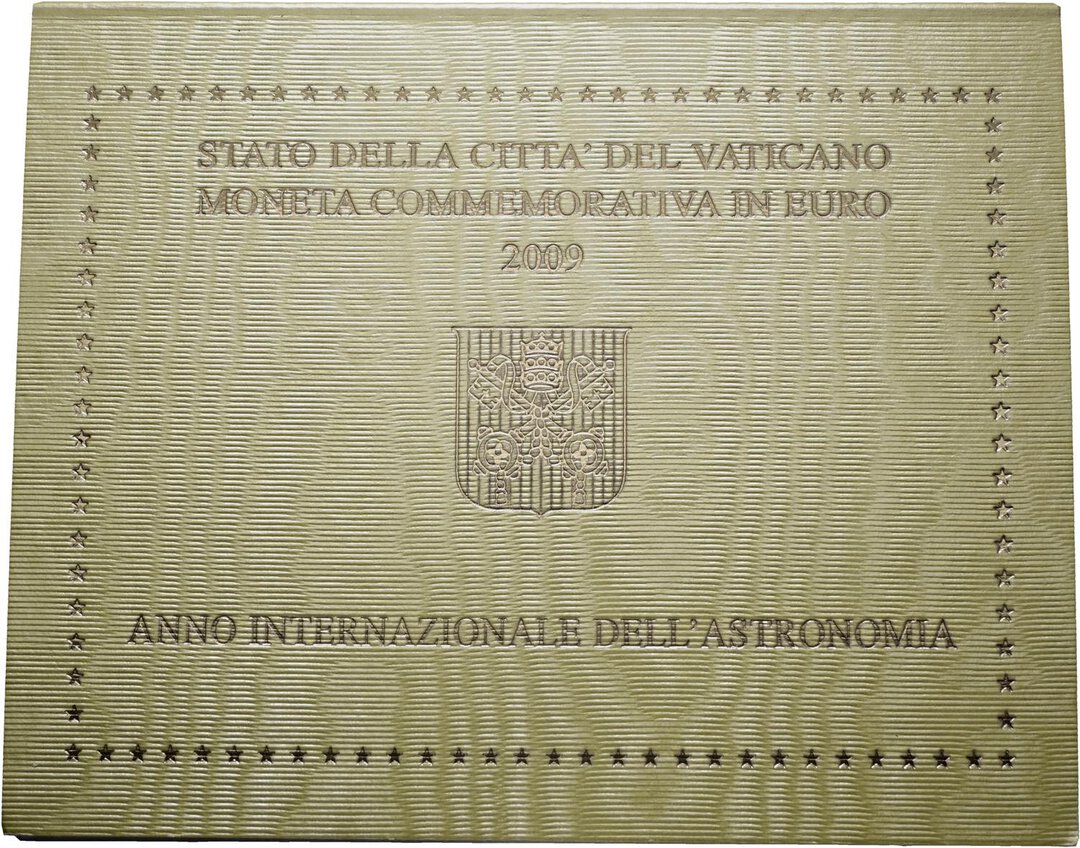 STATO DELLA CITTA' DEL VATICANO
MONETA COMMEMORATIVA IN EURO
2009
ANNO INTERNAZIONALE DELL'ASTRONOMIA